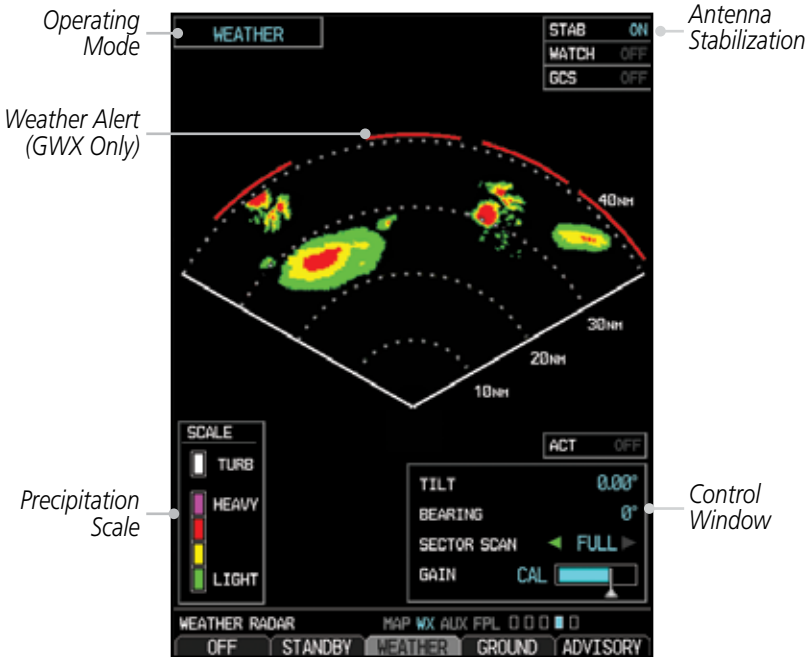 Operating
Mode
WEATHER
STAB ON
WATCH OFF
GCS OFF
Antenna
Stabilization
Weather Alert
(GWX Only)
40NM
30NM
20NM
10NM
SCALE
TURB
HEAVY
LIGHT
Precipitation
Scale
ACT OFF
TILT 0.00°
BEARING 0°
SECTOR SCAN FULL
GAIN CAL
Control
Window
WEATHER RADAR MAP WX AUX FPL
OFF STANDBY WEATHER GROUND ADVISORY